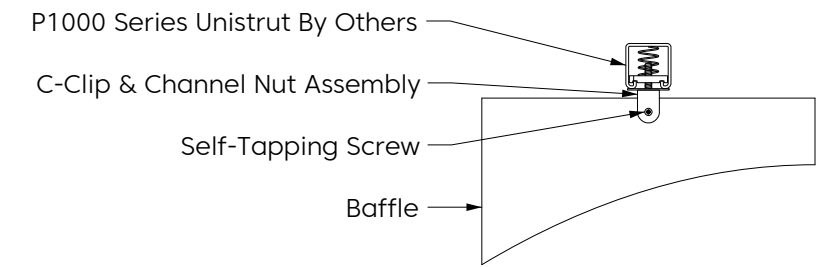 P1000 Series Unistrut By Others
C-Clip & Channel Nut Assembly
Self-Tapping Screw
Baffle